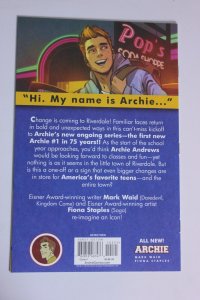 Pop's
SODA SHOPPE
"Hi. My name is Archie..."
Change is coming to Riverdale! Familiar faces return
in bold and unexpected ways in this can't-miss kickoff
to Archie's new ongoing series—the first new
Archie #1 in 75 years!! As the start of the school
year approaches, you'd think Archie Andrews
would be looking forward to classes and fun—yet
nothing is as it seems in the little town of Riverdale. But
is this a one-off or a sign that even bigger changes are
in store for America's favorite teens—and the
entire town?
Eisner Award-winning writer Mark Waid (Daredevil,
Kingdom Come) and Eisner Award-winning artist
Fiona Staples (Saga)
re-imagine an Icon!
ALL NEW!
ARCHIE
MARK WAID
FIONA STAPLES